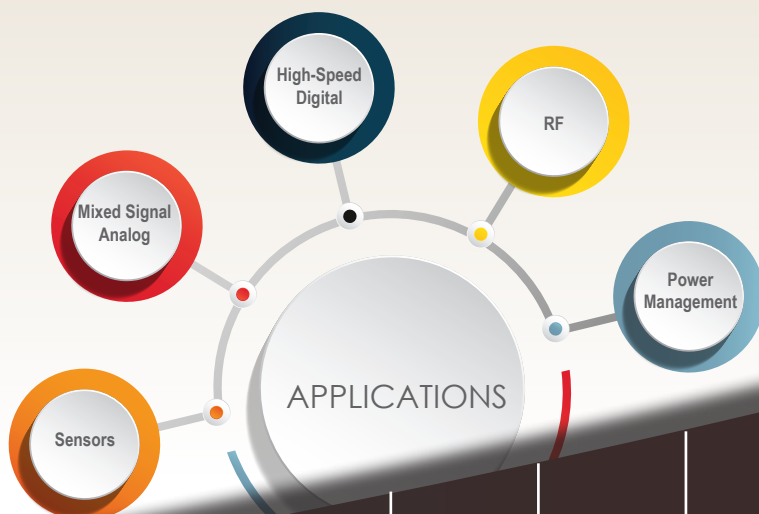 High-Speed
Digital
RF
Mixed Signal
Analog
Power
Management
APPLICATIONS
Sensors